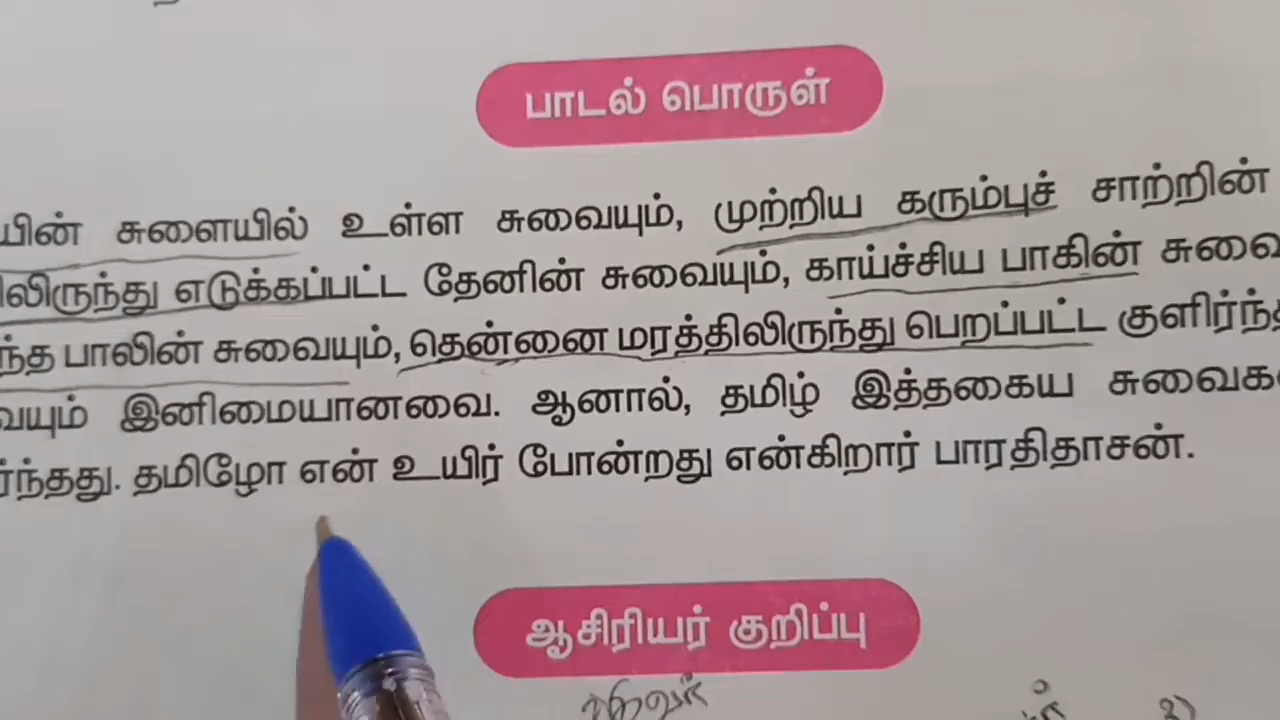 பாடல் பொருள்
யின் சுளையில் உள்ள சுவையும், முற்றிய கரும்புச் சாற்றின்
லிருந்து எடுக்கப்பட்ட தேனின் சுவையும், காய்ச்சிய பாகின் சுவை
ந்த பாலின் சுவையும், தென்னை மரத்திலிருந்து பெறப்பட்ட குளிர்ந்த
வையும் இனிமையானவை. ஆனால், தமிழ் இத்தகைய சுவைக
ர்ந்தது. தமிழோ என் உயிர் போன்றது என்கிறார் பாரதிதாசன்.
ஆசிரியர் குறிப்பு